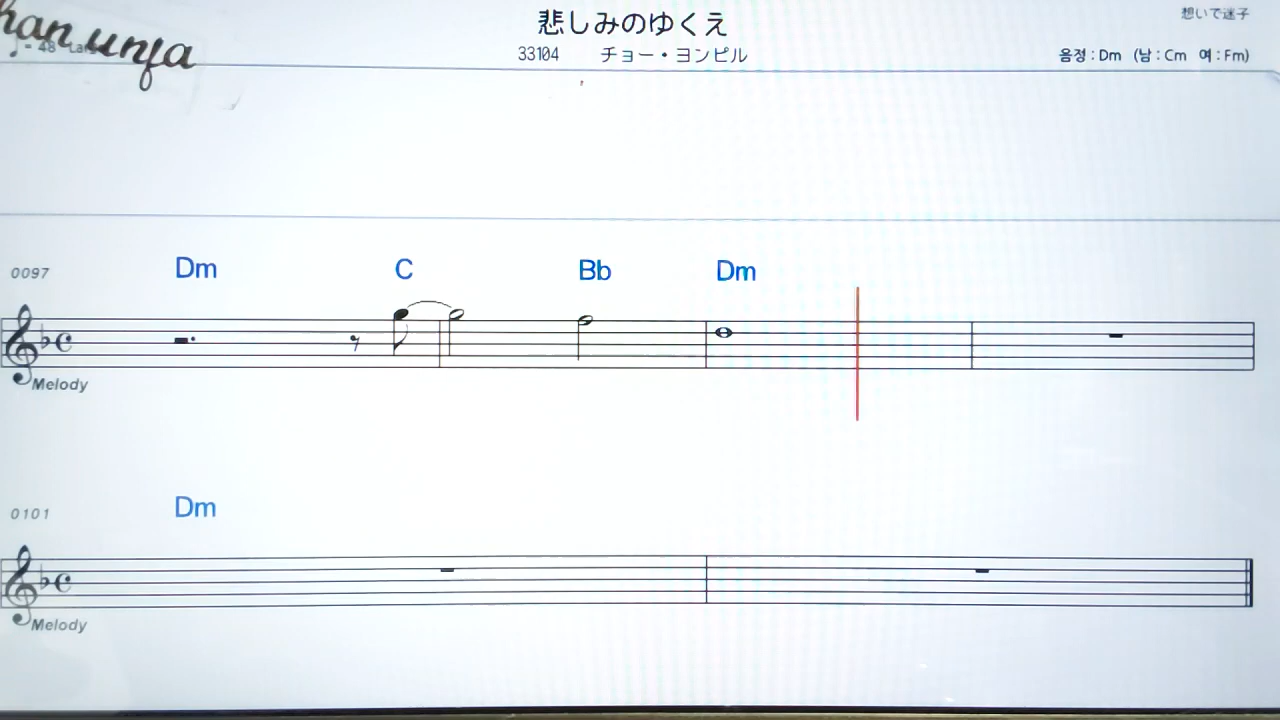 想いで迷子
悲しみのゆくえ
33104 チョー・ヨンピル
음정 : Dm (남 : Cm 여 : Fm)
0097 Dm C Bb Dm
Melody
0101 Dm
Melody